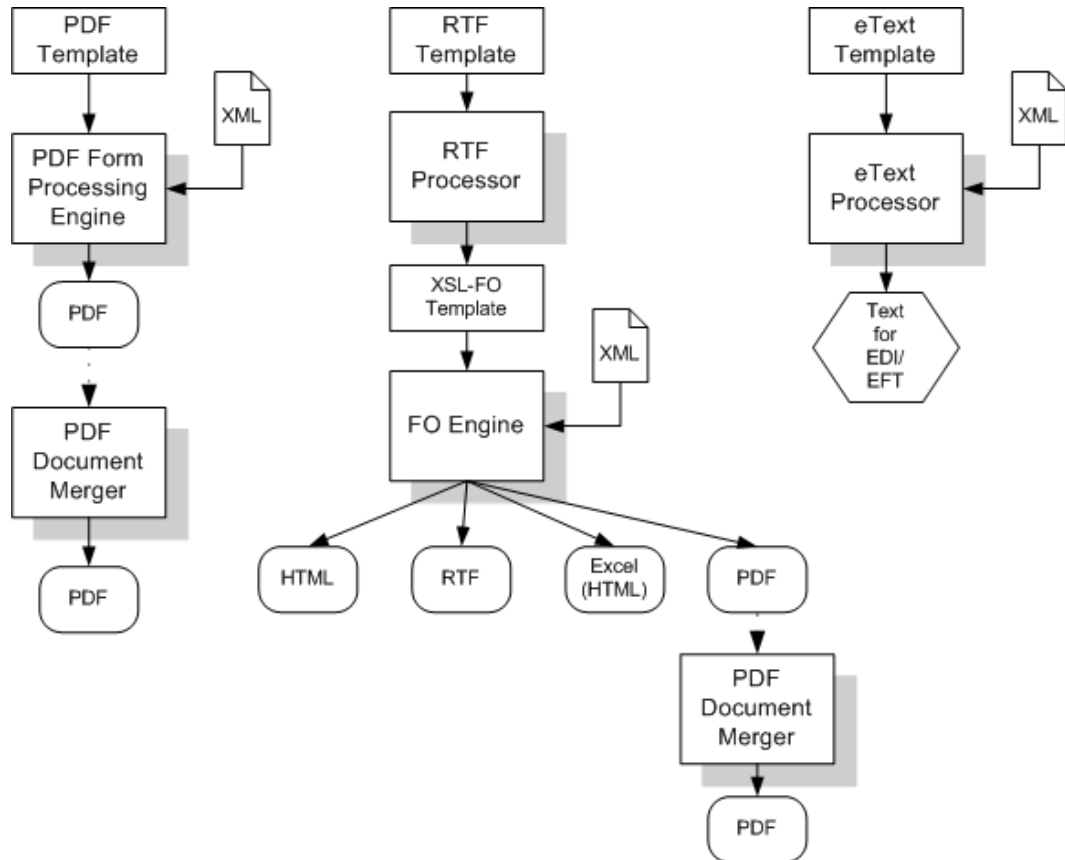 PDF
Template
XML
PDF Form
Processing
Engine
PDF
PDF
Document
Merger
PDF
RTF
Template
RTF
Processor
XSL-FO
Template
XML
FO Engine
HTML
RTF
Excel
(HTML)
PDF
PDF
Document
Merger
PDF
eText
Template
XML
eText
Processor
Text
for
EDI/
EFT